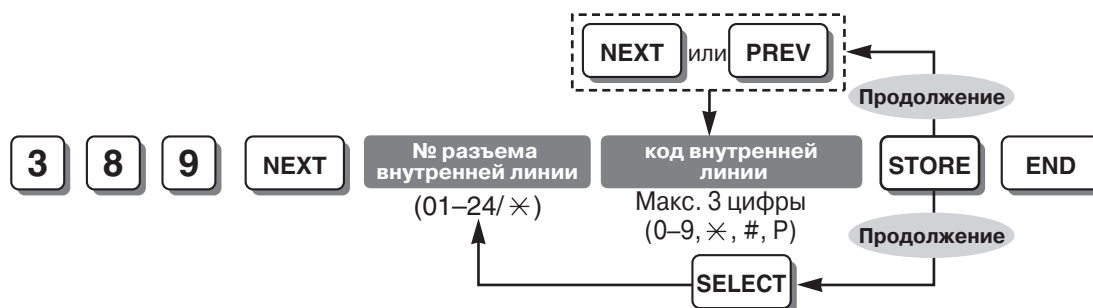 NEXT или PREV
Продолжение
3 8 9 NEXT
№ разъема
внутренней линии
(01–24/✳)
код внутренней
линии
Макс. 3 цифры
(0–9, ✳, #, P)
STORE END
Продолжение
SELECT